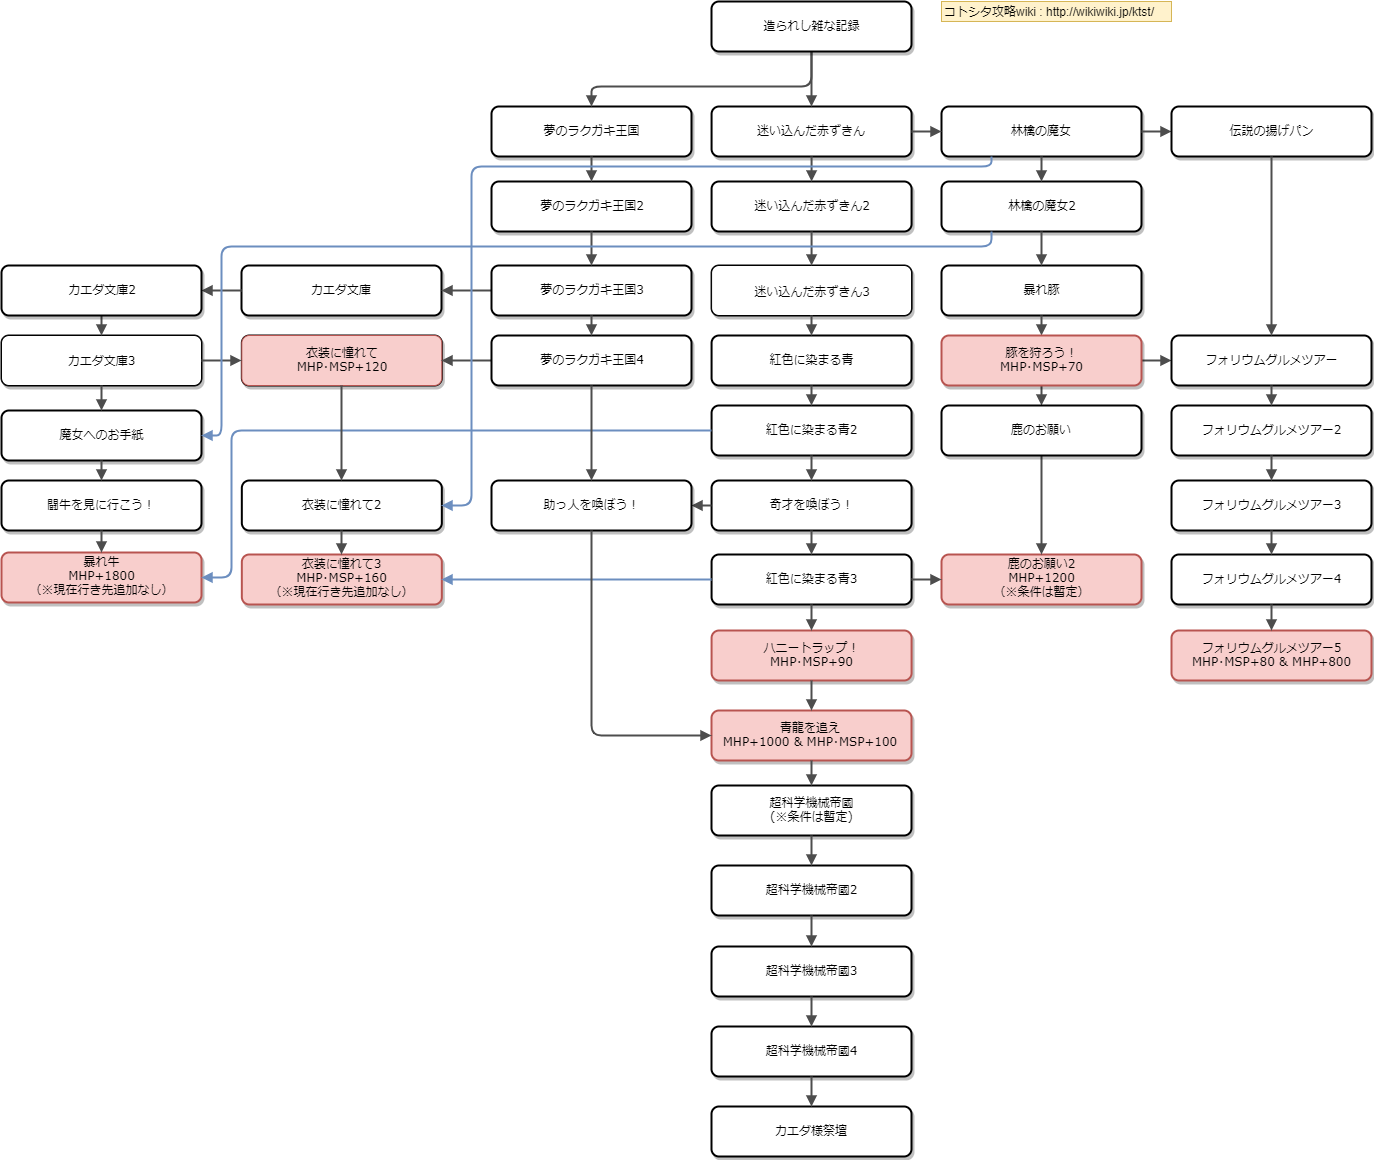 造られし雑な記録
コトシタ攻略wiki : http://wikiwiki.jp/ktst/
夢のラクガキ王国
迷い込んだ赤ずきん
林檎の魔女
伝説の揚げパン
夢のラクガキ王国2
迷い込んだ赤ずきん2
林檎の魔女2
カエダ文庫2
カエダ文庫
夢のラクガキ王国3
迷い込んだ赤ずきん3
暴れ豚
カエダ文庫3
衣装に憧れて
MHP･MSP+120
夢のラクガキ王国4
紅色に染まる青
豚を狩ろう！
MHP･MSP+70
フォリウムグルメツアー
魔女へのお手紙
紅色に染まる青2
鹿のお願い
フォリウムグルメツアー2
闘牛を見に行こう！
衣装に憧れて2
助っ人を喚ぼう！
奇才を喚ぼう！
フォリウムグルメツアー3
暴れ牛
MHP+1800
（※現在行き先追加なし）
衣装に憧れて3
MHP･MSP+160
（※現在行き先追加なし）
紅色に染まる青3
鹿のお願い2
MHP+1200
（※条件は暫定）
フォリウムグルメツアー4
ハニートラップ！
MHP･MSP+90
フォリウムグルメツアー5
MHP･MSP+80 & MHP+800
青龍を追え
MHP+1000 & MHP･MSP+100
超科学機械帝國
（※条件は暫定）
超科学機械帝國2
超科学機械帝國3
超科学機械帝國4
カエダ様祭壇